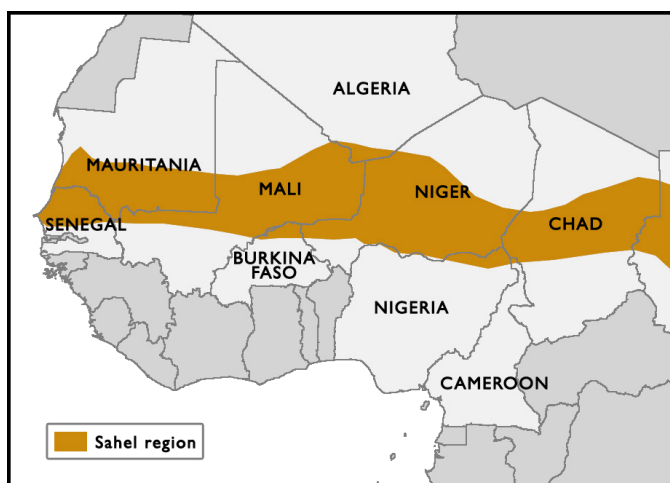 ALGERIA
MAURITANIA
MALI
NIGER
CHAD
SENEGAL
BURKINA
FASO
NIGERIA
CAMEROON
Sahel region